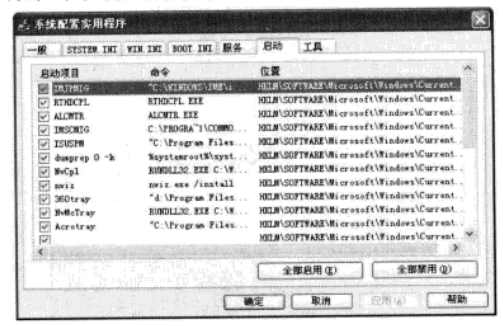 系统配置实用程序
一般 SYSTEM.INI WIN.INI BOOT.INI 服务 启动 工具
启动项目 命令 位置
IMJPMIG "C:\WINDOWS\IME\i HKLM\SOFTWARE\Microsoft\Windows\Current...
RTHDCPL RTHDCPL.EXE HKLM\SOFTWARE\Microsoft\Windows\Current...
ALCMTR ALCMTR.EXE HKLM\SOFTWARE\Microsoft\Windows\Current...
IMSCMIG C:\PROGRA~1\COMMO... HKLM\SOFTWARE\Microsoft\Windows\Current...
ISUSPM "C:\Program Files... HKLM\SOFTWARE\Microsoft\Windows\Current...
dumprep 0 -k %systemroot%\syst... HKLM\SOFTWARE\Microsoft\Windows\Current...
NvCpl RUNDLL32.EXE C:\W... HKLM\SOFTWARE\Microsoft\Windows\Current...
nwiz nwiz.exe /install HKLM\SOFTWARE\Microsoft\Windows\Current...
360tray "d:\Program Files... HKLM\SOFTWARE\Microsoft\Windows\Current...
NvMcTray RUNDLL32.EXE C:\W... HKLM\SOFTWARE\Microsoft\Windows\Current...
Acrotray "C:\Program Files... HKLM\SOFTWARE\Microsoft\Windows\Current...
全部启用(E) 全部禁用(D)
确定 取消 应用(A) 帮助